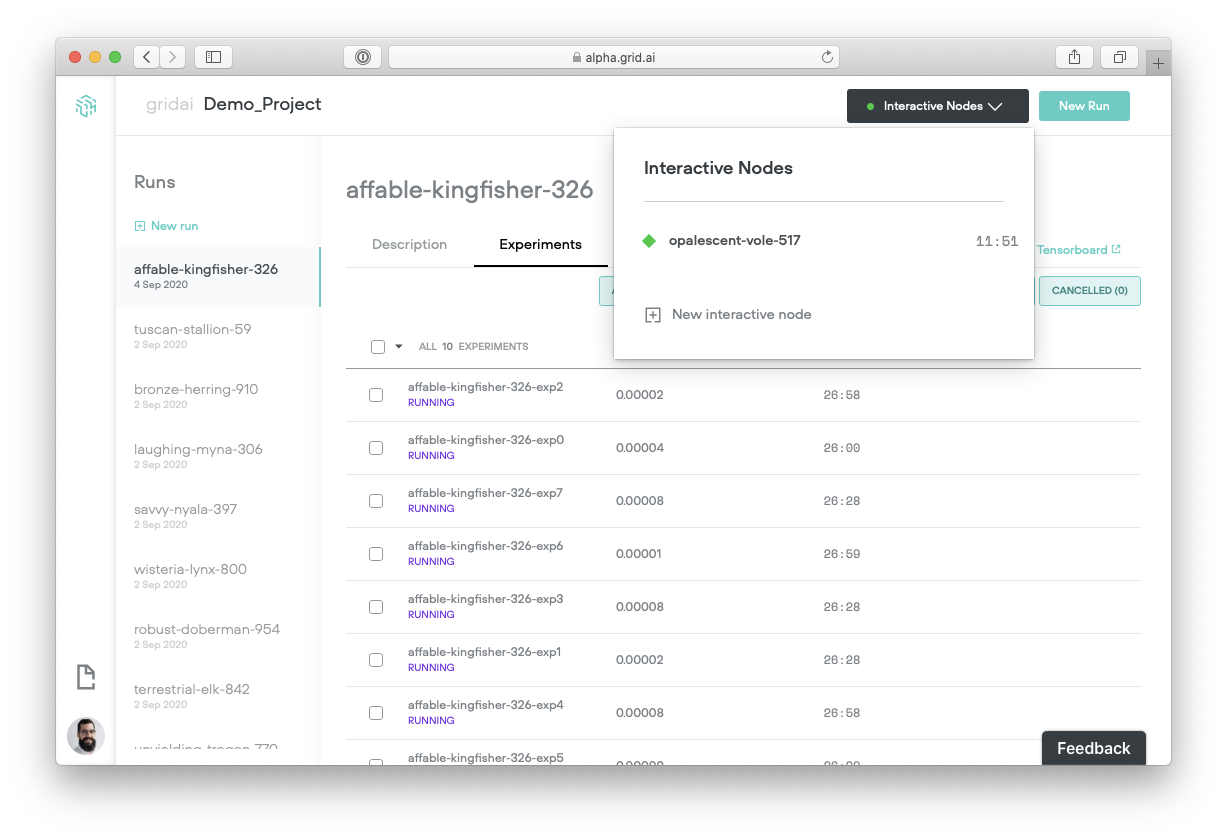 alpha.grid.ai
gridai Demo_Project
Interactive Nodes
New Run
Runs
New run
affable-kingfisher-326
4 Sep 2020
tuscan-stallion-59
2 Sep 2020
bronze-herring-910
2 Sep 2020
laughing-myna-306
2 Sep 2020
savvy-nyala-397
2 Sep 2020
wisteria-lynx-800
2 Sep 2020
robust-doberman-954
2 Sep 2020
terrestrial-elk-842
2 Sep 2020
affable-kingfisher-326
Description Experiments
Tensorboard
Interactive Nodes
opalescent-vole-517 11:51
New interactive node
CANCELLED (0)
ALL 10 EXPERIMENTS
affable-kingfisher-326-exp2 0.00002 26:58
RUNNING
affable-kingfisher-326-exp0 0.00004 26:00
RUNNING
affable-kingfisher-326-exp7 0.00008 26:28
RUNNING
affable-kingfisher-326-exp6 0.00001 26:59
RUNNING
affable-kingfisher-326-exp3 0.00008 26:28
RUNNING
affable-kingfisher-326-exp1 0.00002 26:28
RUNNING
affable-kingfisher-326-exp4 0.00008 26:58
RUNNING
affable-kingfisher-326-exp5
Feedback